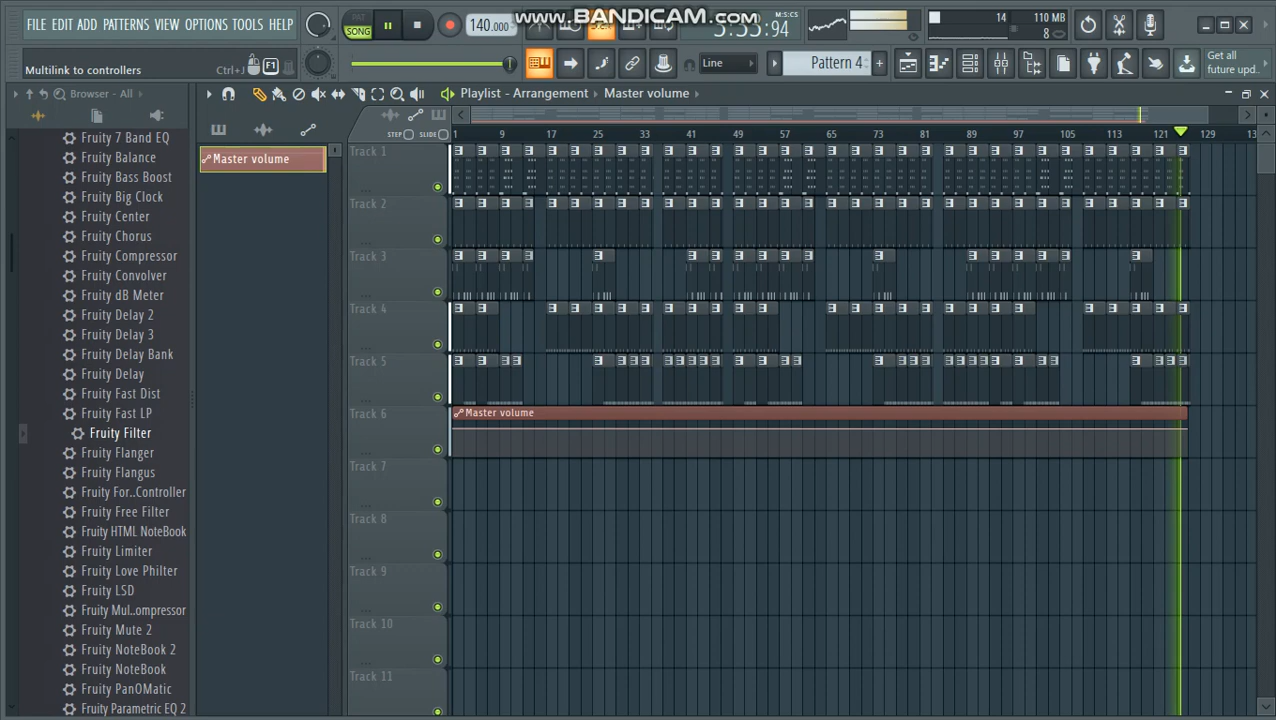 www.BANDICAM.com
FILE EDIT ADD PATTERNS VIEW OPTIONS TOOLS HELP
PAT
SONG
140.000
M:S:CS
14
110 MB
8
Multilink to controllers
Ctrl+J
F1
Line
Pattern 4
Get all
future upd..
Browser - All
Playlist - Arrangement
Master volume
STEP
SLIDE
1 9 17 25 33 41 49 57 65 73 81 89 97 105 113 121 129
Master volume
Fruity 7 Band EQ
Fruity Balance
Fruity Bass Boost
Fruity Big Clock
Fruity Center
Fruity Chorus
Fruity Compressor
Fruity Convolver
Fruity dB Meter
Fruity Delay 2
Fruity Delay 3
Fruity Delay Bank
Fruity Delay
Fruity Fast Dist
Fruity Fast LP
Fruity Filter
Fruity Flanger
Fruity Flangus
Fruity For..Controller
Fruity Free Filter
Fruity HTML NoteBook
Fruity Limiter
Fruity Love Philter
Fruity LSD
Fruity Mul..ompressor
Fruity Mute 2
Fruity NoteBook 2
Fruity NoteBook
Fruity PanOMatic
Fruity Parametric EQ 2
Track 1
Track 2
Track 3
Track 4
Track 5
Track 6
Master volume
Track 7
Track 8
Track 9
Track 10
Track 11